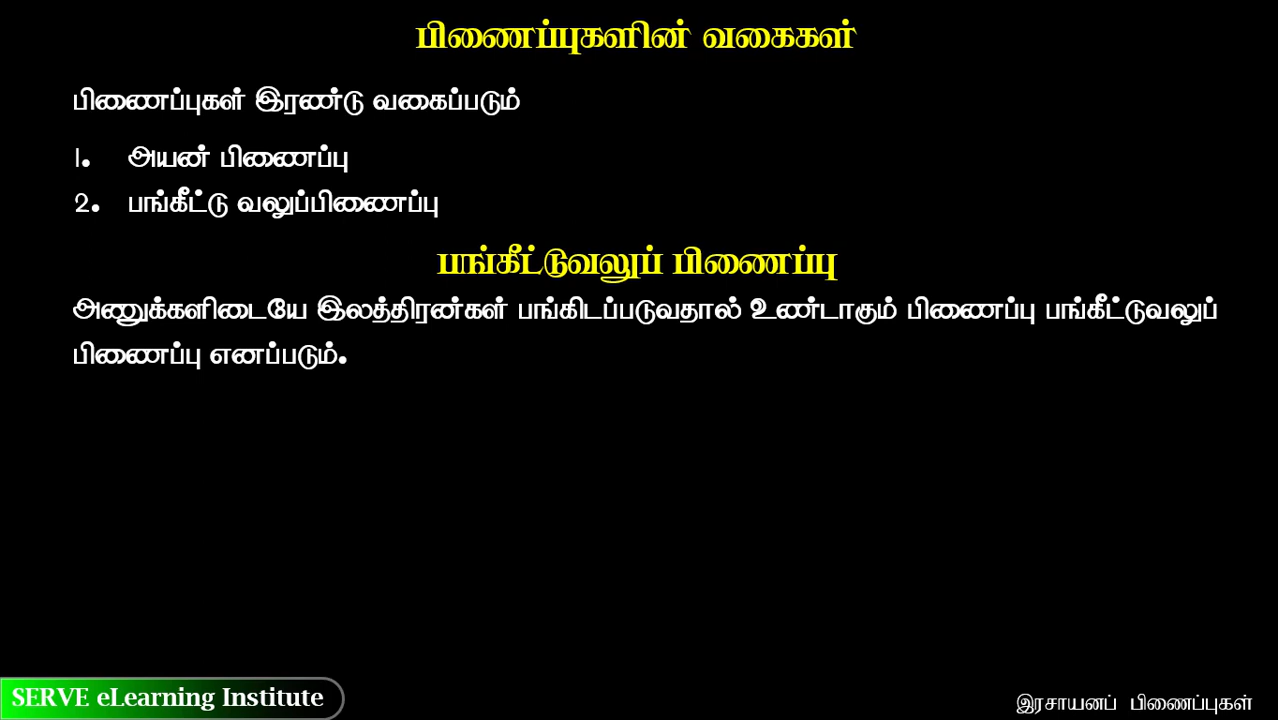 பிணைப்புகளின் வகைகள்
பிணைப்புகள் இரண்டு வகைப்படும்
1. அயன் பிணைப்பு
2. பங்கீட்டு வலுப்பிணைப்பு
பங்கீட்டுவலுப் பிணைப்பு
அணுக்களிடையே இலத்திரன்கள் பங்கிடப்படுவதால் உண்டாகும் பிணைப்பு பங்கீட்டுவலுப்
பிணைப்பு எனப்படும்.
SERVE eLearning Institute
இரசாயனப் பிணைப்புகள்